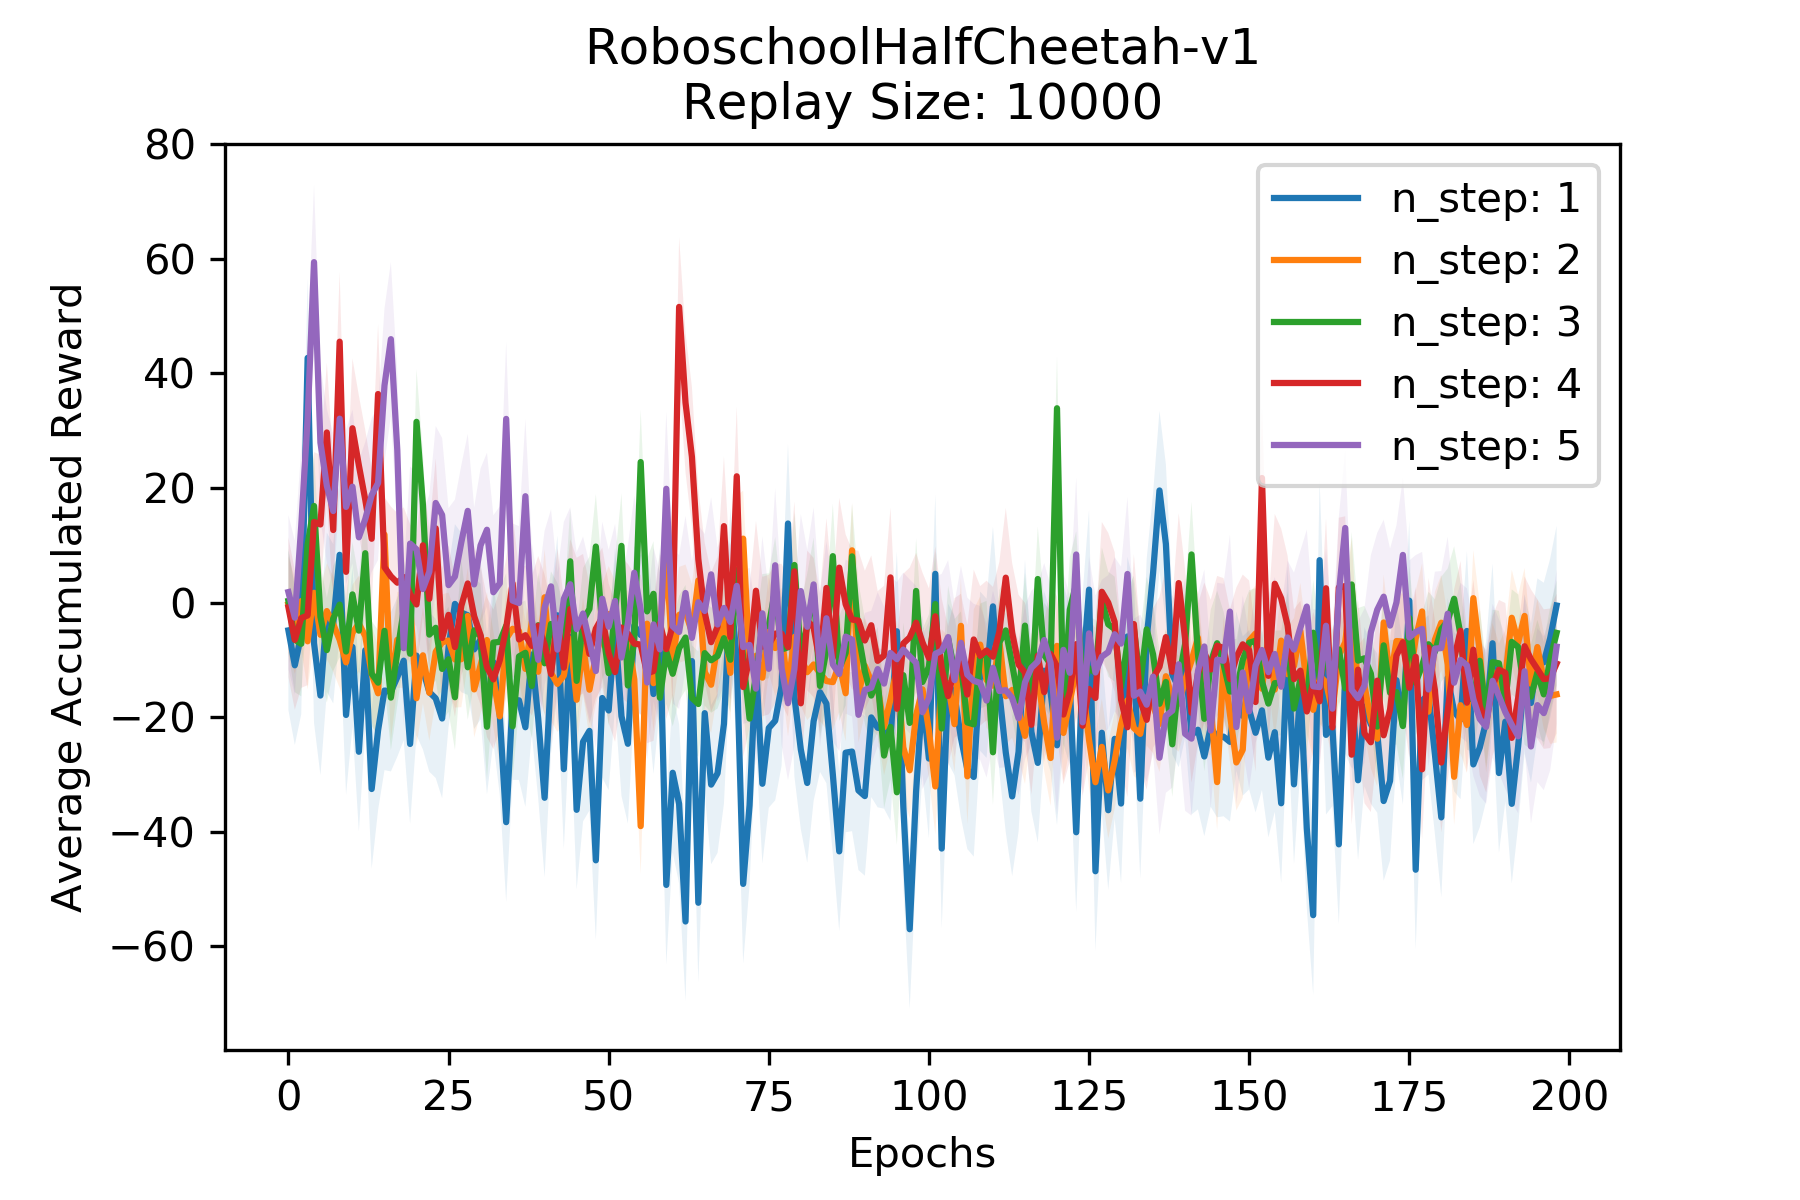 RoboschoolHalfCheetah-v1
Replay Size: 10000
80
60
40
20
0
−20
−40
−60
Average Accumulated Reward
n_step: 1
n_step: 2
n_step: 3
n_step: 4
n_step: 5
0 25 50 75 100 125 150 175 200
Epochs